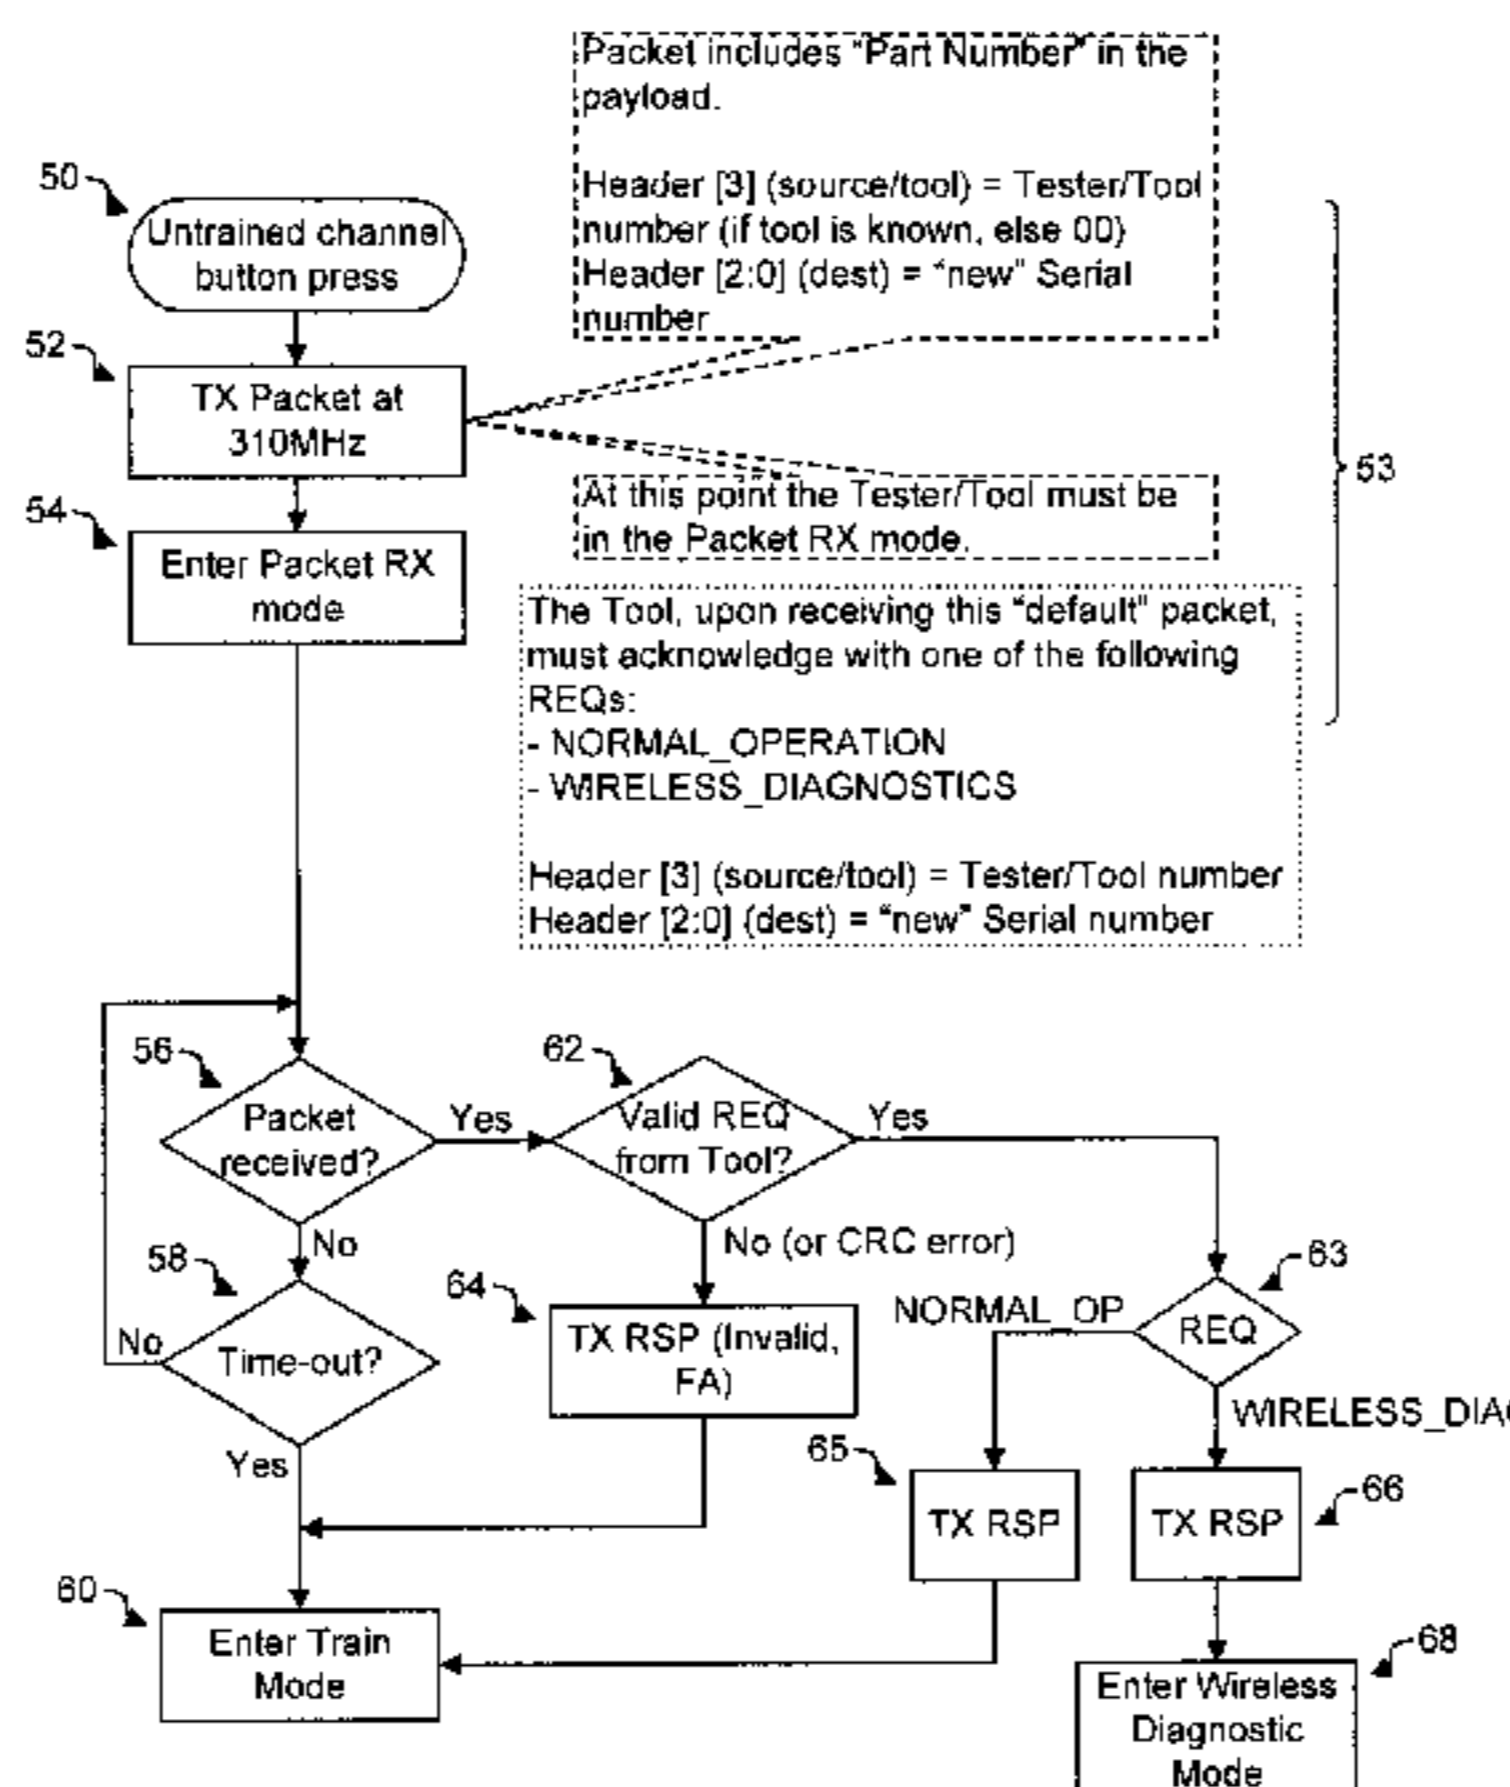 Packet includes "Part Number" in the
payload.
Header [3] (source/tool) = Tester/Tool
number (if tool is known, else 00)
Header [2:0] (dest) = "new" Serial
number
50
Untrained channel
button press
52
TX Packet at
310MHz
53
At this point the Tester/Tool must be
in the Packet RX mode.
54
Enter Packet RX
mode
The Tool, upon receiving this "default" packet,
must acknowledge with one of the following
REQs:
- NORMAL_OPERATION
- WIRELESS_DIAGNOSTICS
Header [3] (source/tool) = Tester/Tool number
Header [2:0] (dest) = "new" Serial number
56
Packet
received?
Yes
62
Valid REQ
from Tool?
Yes
No
No (or CRC error)
58
Time-out?
No
Yes
64
TX RSP (Invalid,
FA)
63
REQ
NORMAL_OP
WIRELESS_DIA
65
TX RSP
66
TX RSP
60
Enter Train
Mode
68
Enter Wireless
Diagnostic
Mode